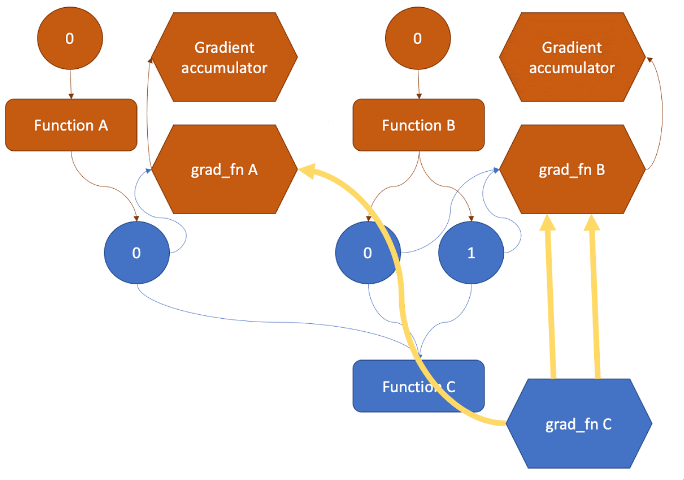 0
Gradient
accumulator
0
Gradient
accumulator
Function A
Function B
grad_fn A
grad_fn B
0
0
1
Function C
grad_fn C